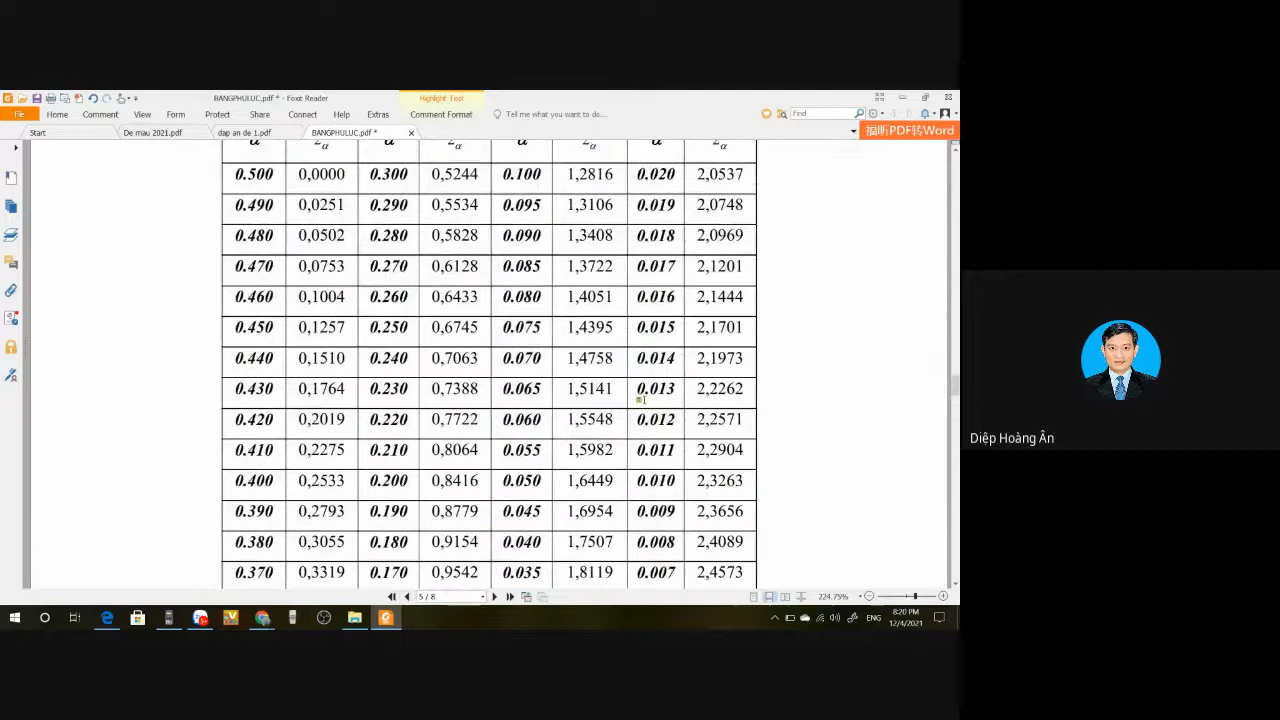 BANGPHULUC.pdf * - Foxit Reader
Highlight Tool
File Home Comment View Form Protect Share Connect Help Extras Comment Format Tell me what you want to do... Find
福昕PDF转Word
Start De mau 2021.pdf dap an de 1.pdf BANGPHULUC.pdf *
α zα α zα α zα α zα
0.500 0,0000 0.300 0,5244 0.100 1,2816 0.020 2,0537
0.490 0,0251 0.290 0,5534 0.095 1,3106 0.019 2,0748
0.480 0,0502 0.280 0,5828 0.090 1,3408 0.018 2,0969
0.470 0,0753 0.270 0,6128 0.085 1,3722 0.017 2,1201
0.460 0,1004 0.260 0,6433 0.080 1,4051 0.016 2,1444
0.450 0,1257 0.250 0,6745 0.075 1,4395 0.015 2,1701
0.440 0,1510 0.240 0,7063 0.070 1,4758 0.014 2,1973
0.430 0,1764 0.230 0,7388 0.065 1,5141 0.013 2,2262
0.420 0,2019 0.220 0,7722 0.060 1,5548 0.012 2,2571
0.410 0,2275 0.210 0,8064 0.055 1,5982 0.011 2,2904
0.400 0,2533 0.200 0,8416 0.050 1,6449 0.010 2,3263
0.390 0,2793 0.190 0,8779 0.045 1,6954 0.009 2,3656
0.380 0,3055 0.180 0,9154 0.040 1,7507 0.008 2,4089
0.370 0,3319 0.170 0,9542 0.035 1,8119 0.007 2,4573
5 / 8 224.75%
ENG 8:20 PM
12/4/2021
Diệp Hoàng Ân